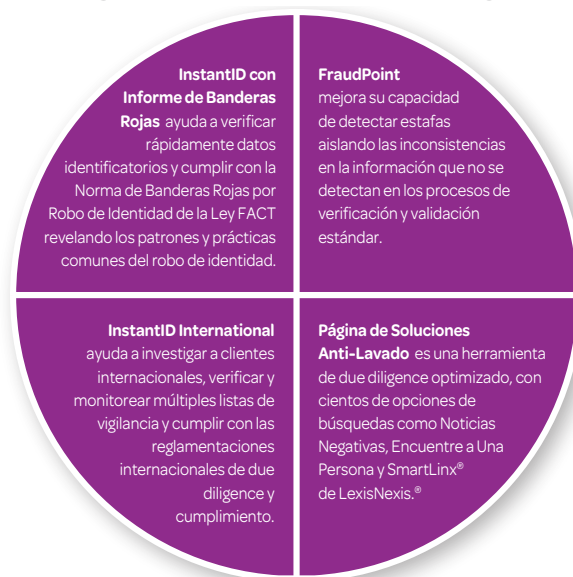 InstantID con
Informe de Banderas
Rojas ayuda a verificar
rápidamente datos
identificatorios y cumplir con la
Norma de Banderas Rojas por
Robo de Identidad de la Ley FACT
revelando los patrones y prácticas
comunes del robo de identidad.
FraudPoint
mejora su capacidad
de detectar estafas
aislando las inconsistencias
en la información que no se
detectan en los procesos de
verificación y validación
estándar.
InstantID International
ayuda a investigar a clientes
internacionales, verificar y
monitorear múltiples listas de
vigilancia y cumplir con las
reglamentaciones
internacionales de due
diligence y
cumplimiento.
Página de Soluciones
Anti-Lavado es una herramienta
de due diligence optimizado, con
cientos de opciones de
búsquedas como Noticias
Negativas, Encuentre a Una
Persona y SmartLinx®
de LexisNexis.®